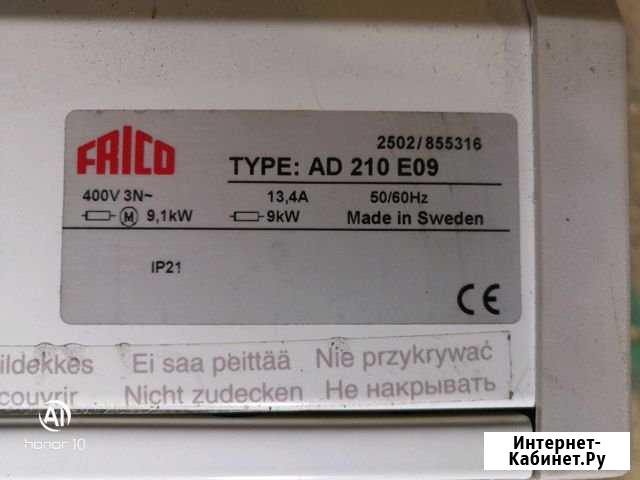 FRICO
2502/855316
TYPE: AD 210 E09
400V 3N~ 13,4A 50/60Hz
M 9,1kW 9kW Made in Sweden
IP21
CE
ildekkes Ei saa peittää Nie przykrywać
couvrir Nicht zudecken Не накрывать
AI
honor 10
Интернет-
Кабинет.Ру